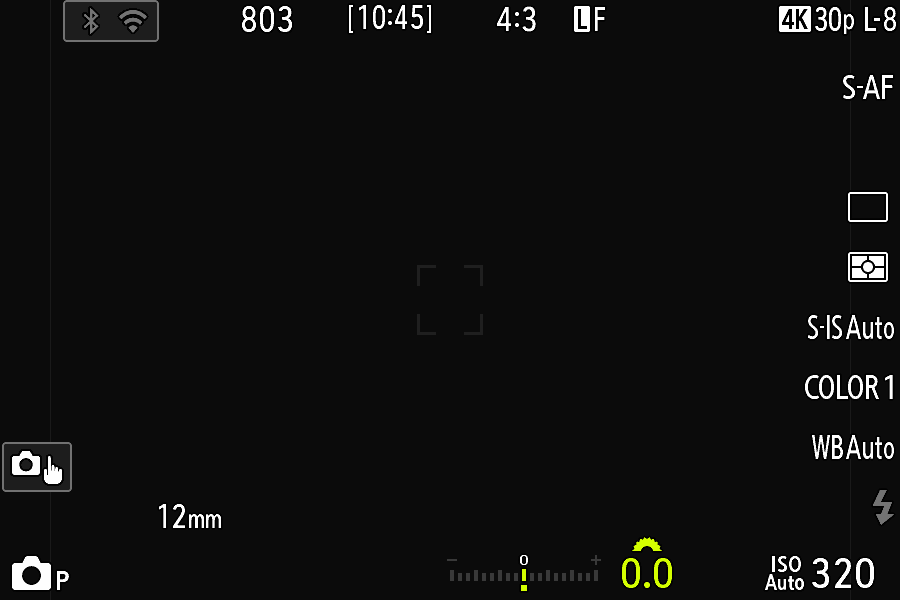 803 [10:45] 4:3 LF 4K 30p L-8
S-AF
S-IS Auto
COLOR 1
WB Auto
12mm
P
− 0 +
0.0
ISO Auto 320